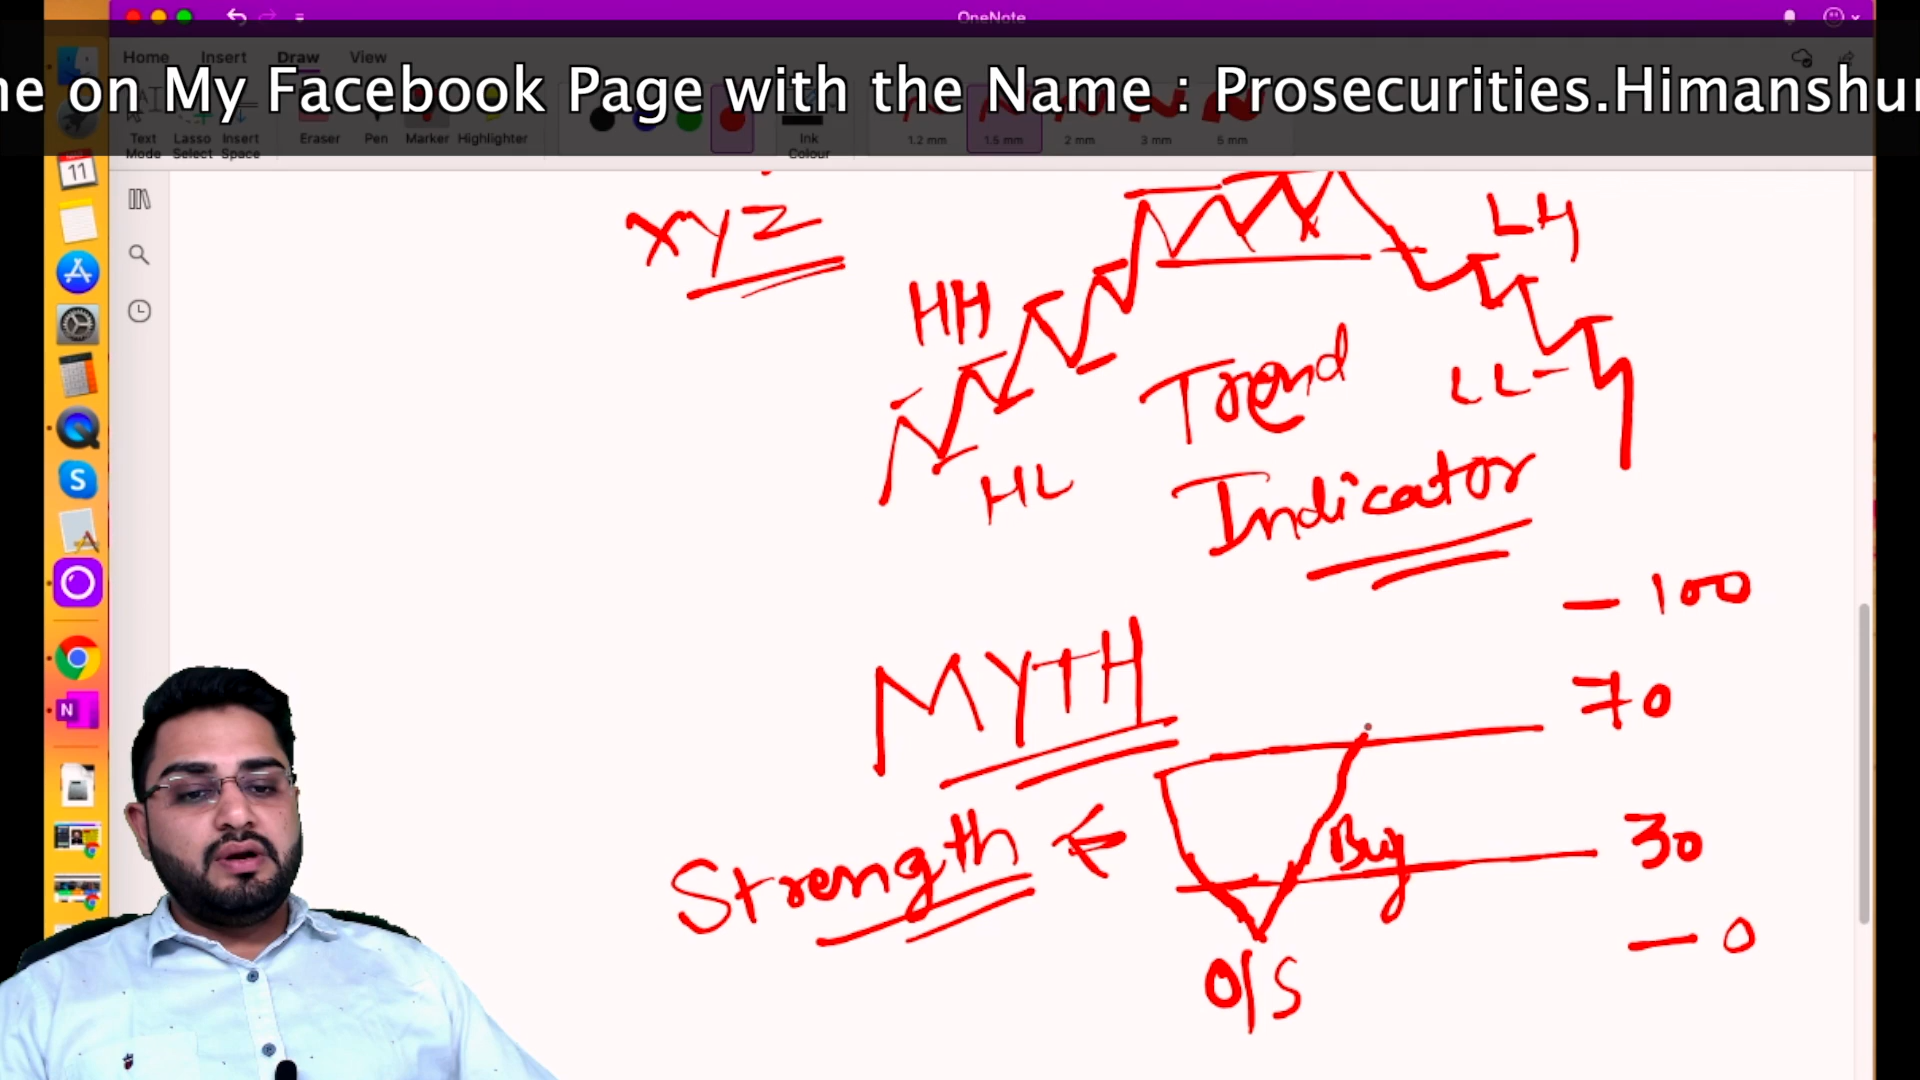 OneNote
Home Insert Draw View
on My Facebook Page with the Name : Prosecurities.Himanshu
Text Mode
Lasso Select
Insert Space
Eraser
Pen
Marker
Highlighter
Ink Colour
1.2 mm
1.5 mm
2 mm
3 mm
5 mm
11
xyz
LH
HH
Trend
LL
HL
Indicator
100
MYTH
70
Strength
Buy
30
0
O/S